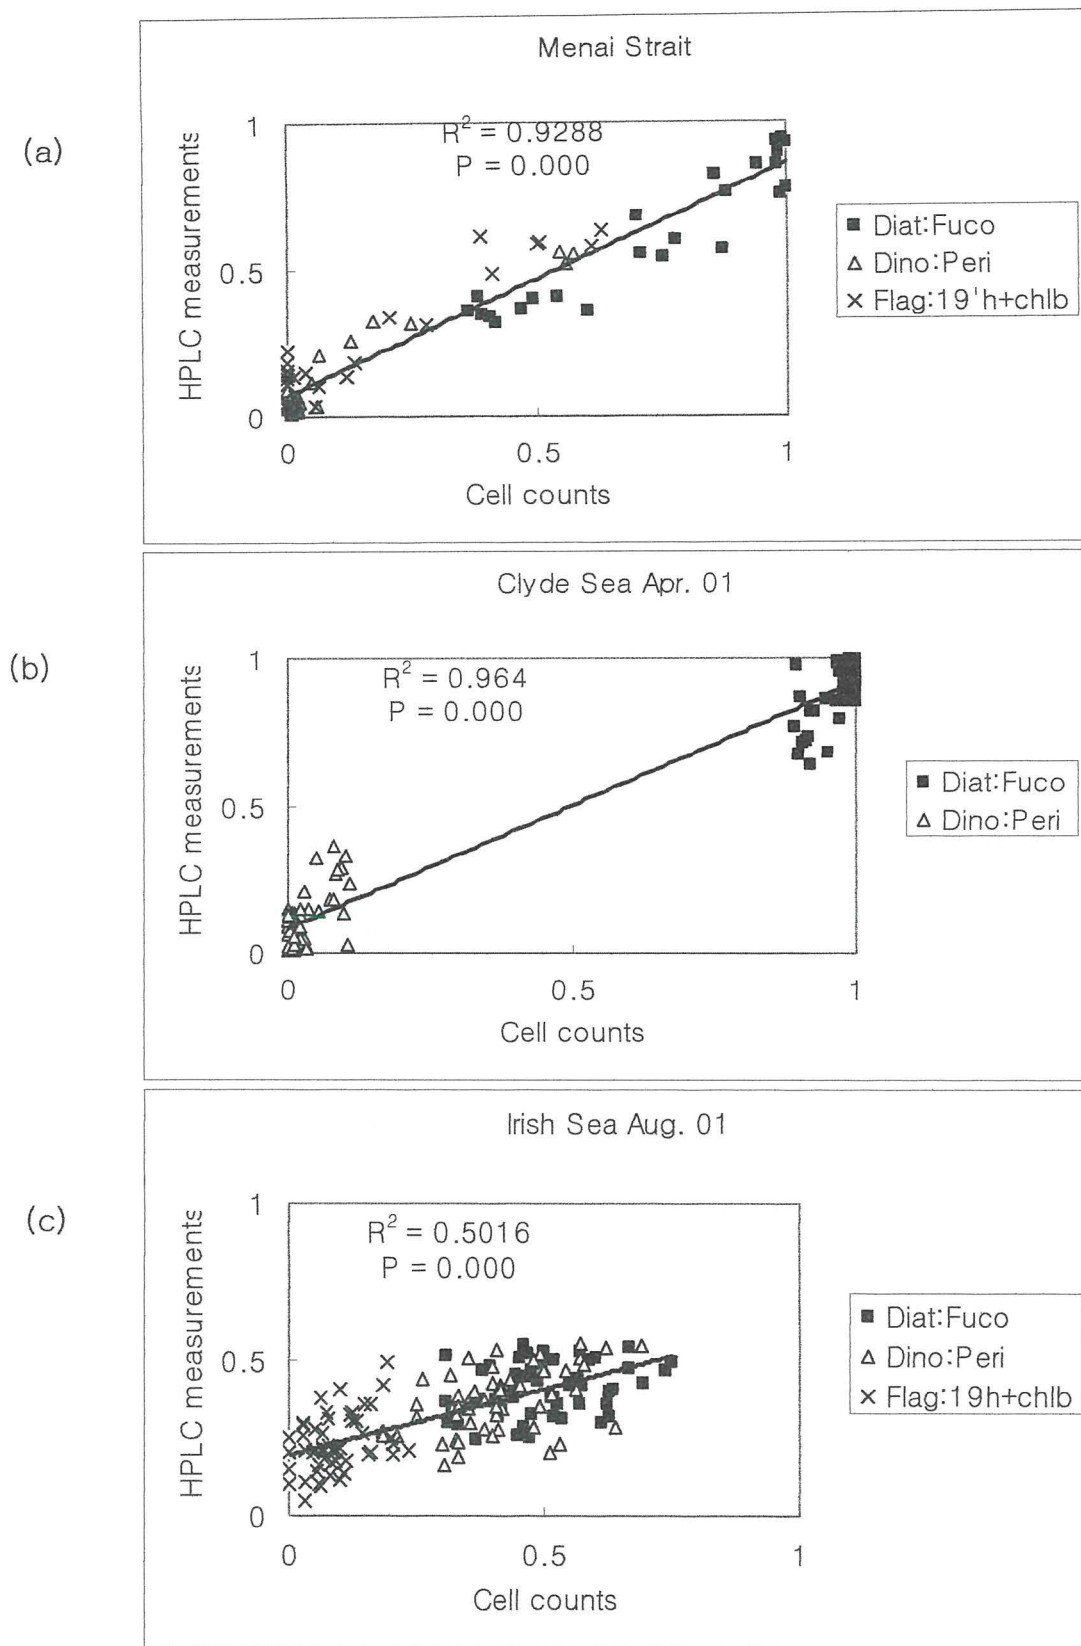 Menai Strait
(a)
R² = 0.9288
P = 0.000
1
0.5
0
HPLC measurements
0 0.5 1
Cell counts
Diat:Fuco
Dino:Peri
Flag:19'h+chlb
Clyde Sea Apr. 01
(b)
R² = 0.964
P = 0.000
1
0.5
0
HPLC measurements
0 0.5 1
Cell counts
Diat:Fuco
Dino:Peri
Irish Sea Aug. 01
(c)
R² = 0.5016
P = 0.000
1
0.5
0
HPLC measurements
0 0.5 1
Cell counts
Diat:Fuco
Dino:Peri
Flag:19h+chlb